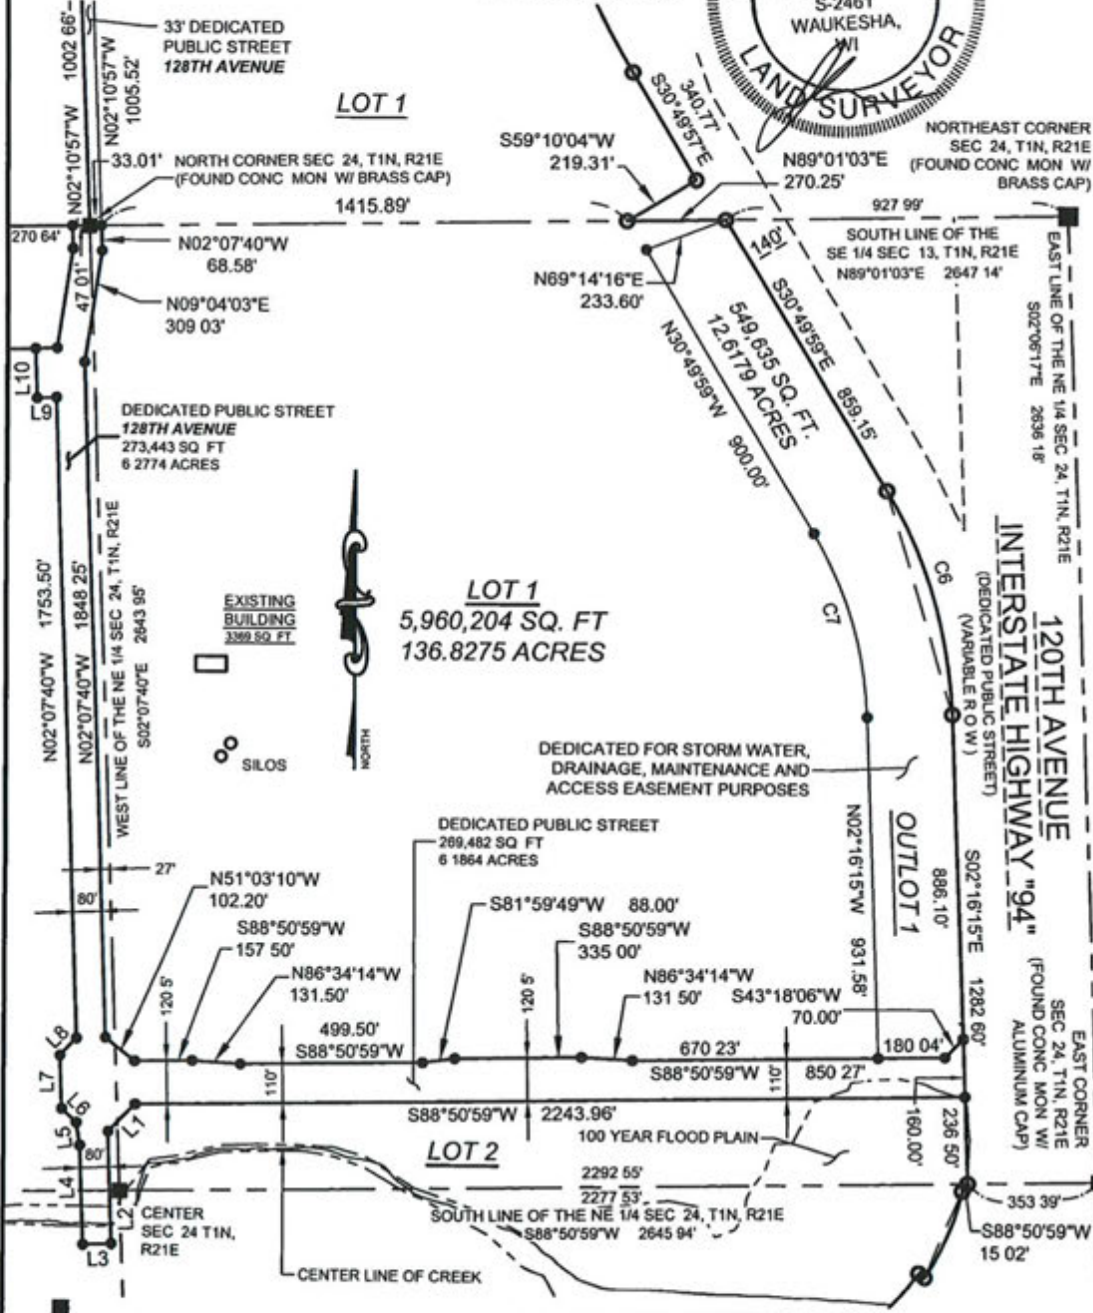 S-2461
WAUKESHA,
WI
LAND SURVEYOR
33' DEDICATED
PUBLIC STREET
128TH AVENUE
1002 66'
N02°10'57"W
N02°10'57"W
1005.52'
LOT 1
340.77'
S30°49'57"E
S59°10'04"W
219.31'
N89°01'03"E
270.25'
NORTHEAST CORNER
SEC 24, T1N, R21E
(FOUND CONC MON W/
BRASS CAP)
33.01'
NORTH CORNER SEC 24, T1N, R21E
(FOUND CONC MON W/ BRASS CAP)
1415.89'
927 99'
270 64'
47 01'
N02°07'40"W
68.58'
N09°04'03"E
309 03'
140'
SOUTH LINE OF THE
SE 1/4 SEC 13, T1N, R21E
N89°01'03"E 2647 14'
N69°14'16"E
233.60'
S30°49'59"E 859.15'
549,635 SQ. FT.
12.6179 ACRES
N30°49'59"W 900.00'
EAST LINE OF THE NE 1/4 SEC 24, T1N, R21E
S02°06'17"E 2636 18'
L10
L9
DEDICATED PUBLIC STREET
128TH AVENUE
273,443 SQ FT
6 2774 ACRES
N02°07'40"W 1753.50'
N02°07'40"W 1848 25'
WEST LINE OF THE NE 1/4 SEC 24, T1N, R21E
S02°07'40"E 2643 95'
EXISTING
BUILDING
3369 SQ FT
SILOS
NORTH
LOT 1
5,960,204 SQ. FT
136.8275 ACRES
C6
C7
120TH AVENUE
INTERSTATE HIGHWAY "94"
(DEDICATED PUBLIC STREET)
(VARIABLE R O W)
DEDICATED FOR STORM WATER,
DRAINAGE, MAINTENANCE AND
ACCESS EASEMENT PURPOSES
OUTLOT 1
N02°16'15"W 931.58'
886.10'
S02°16'15"E 1282 60'
EAST CORNER
SEC 24, T1N, R21E
(FOUND CONC MON W/
ALUMINUM CAP)
DEDICATED PUBLIC STREET
269,482 SQ FT
6 1864 ACRES
27'
80'
N51°03'10"W
102.20'
S88°50'59"W
157 50'
N86°34'14"W
131.50'
120 5'
499.50'
S88°50'59"W
110'
S81°59'49"W 88.00'
S88°50'59"W
335 00'
120 5'
N86°34'14"W
131 50'
S43°18'06"W
70.00'
670 23'
180 04'
S88°50'59"W
850 27'
110'
L8
L7
L6
L5
L1
L4
80'
L2
L3
S88°50'59"W 2243.96'
160.00'
236 50'
100 YEAR FLOOD PLAIN
LOT 2
2292 55'
2277 53'
SOUTH LINE OF THE NE 1/4 SEC 24, T1N, R21E
S88°50'59"W 2645 94'
353 39'
S88°50'59"W
15 02'
CENTER
SEC 24 T1N,
R21E
CENTER LINE OF CREEK